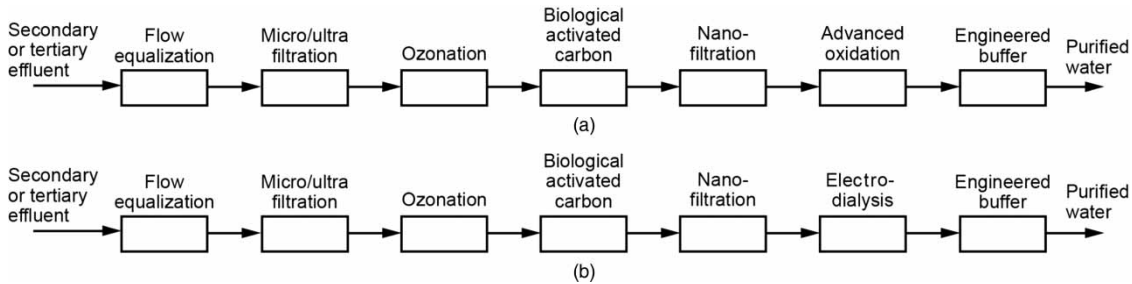 Secondary
or tertiary
effluent
Flow
equalization
Micro/ultra
filtration
Ozonation
Biological
activated
carbon
Nano-
filtration
Advanced
oxidation
Engineered
buffer
Purified
water
(a)
Secondary
or tertiary
effluent
Flow
equalization
Micro/ultra
filtration
Ozonation
Biological
activated
carbon
Nano-
filtration
Electro-
dialysis
Engineered
buffer
Purified
water
(b)